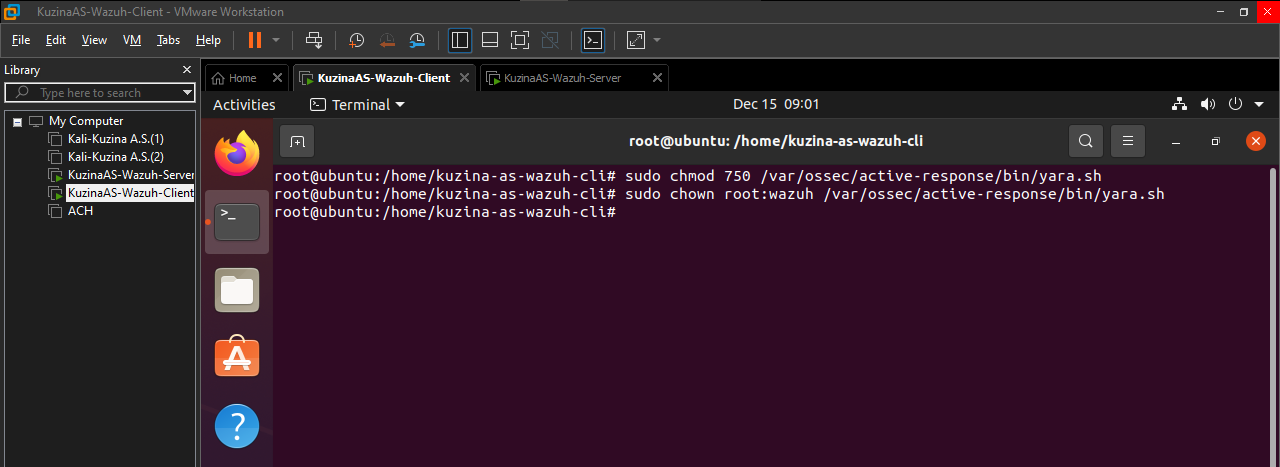 KuzinaAS-Wazuh-Client - VMware Workstation
File Edit View VM Tabs Help
Library
Type here to search
My Computer
Kali-Kuzina A.S.(1)
Kali-Kuzina A.S.(2)
KuzinaAS-Wazuh-Server
KuzinaAS-Wazuh-Client
ACH
Home KuzinaAS-Wazuh-Client KuzinaAS-Wazuh-Server
Activities Terminal Dec 15 09:01
root@ubuntu: /home/kuzina-as-wazuh-cli
root@ubuntu:/home/kuzina-as-wazuh-cli# sudo chmod 750 /var/ossec/active-response/bin/yara.sh
root@ubuntu:/home/kuzina-as-wazuh-cli# sudo chown root:wazuh /var/ossec/active-response/bin/yara.sh
root@ubuntu:/home/kuzina-as-wazuh-cli#